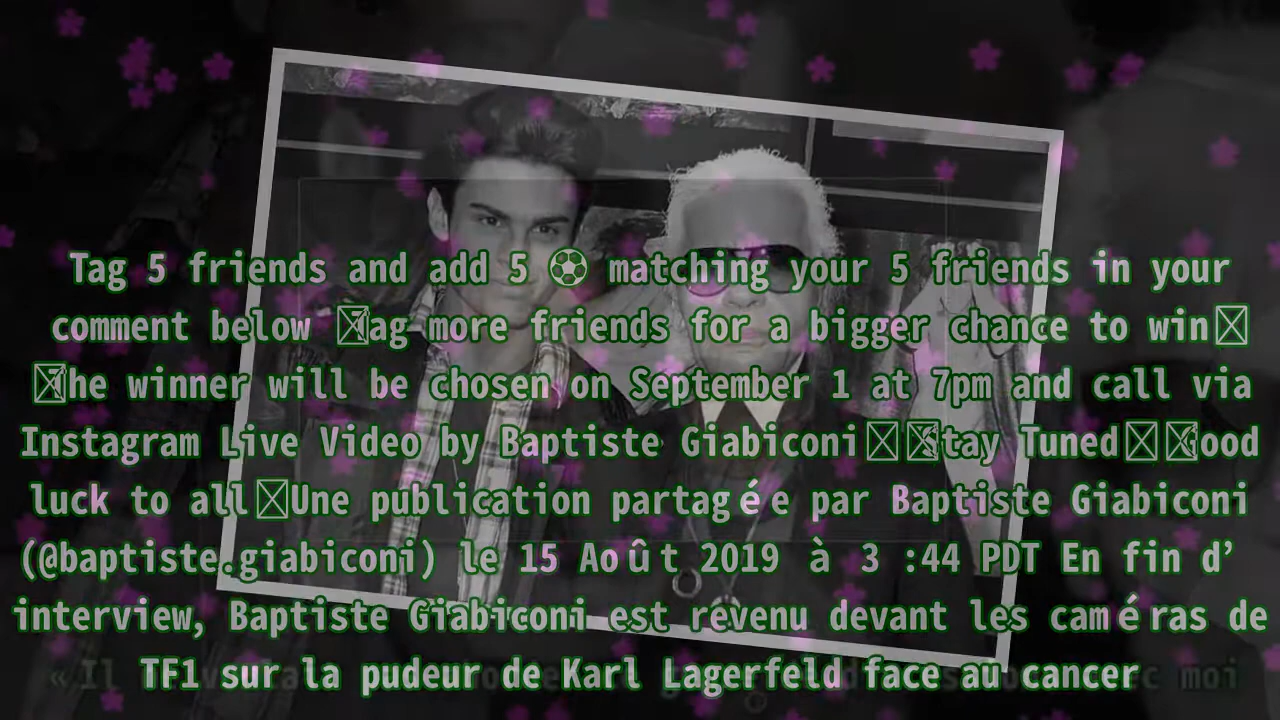 Tag 5 friends and add 5 ⚽ matching your 5 friends in your
comment below ag more friends for a bigger chance to win
he winner will be chosen on September 1 at 7pm and call via
Instagram Live Video by Baptiste Giabiconi tay Tuned ood
luck to all Une publication partagée par Baptiste Giabiconi
(@baptiste.giabiconi) le 15 Août 2019 à 3 :44 PDT En fin d’
interview, Baptiste Giabiconi est revenu devant les caméras de
TF1 sur la pudeur de Karl Lagerfeld face au cancer